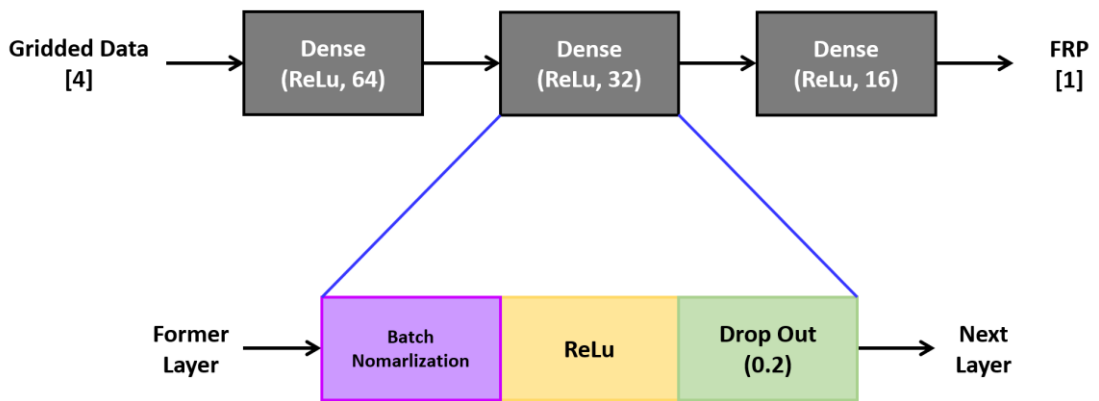 Gridded Data
[4]
Dense
(ReLu, 64)
Dense
(ReLu, 32)
Dense
(ReLu, 16)
FRP
[1]
Former
Layer
Batch
Nomarlization
ReLu
Drop Out
(0.2)
Next
Layer